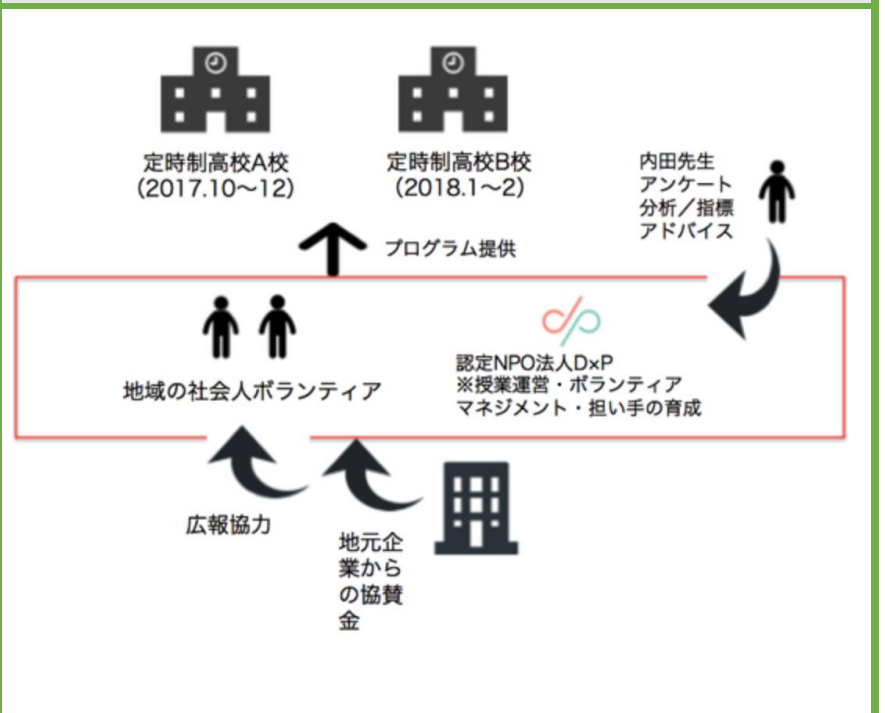 定時制高校A校
（2017.10〜12）
定時制高校B校
（2018.1〜2）
内田先生
アンケート
分析／指標
アドバイス
プログラム提供
地域の社会人ボランティア
認定NPO法人D×P
※授業運営・ボランティア
マネジメント・担い手の育成
広報協力
地元企
業から
の協賛
金